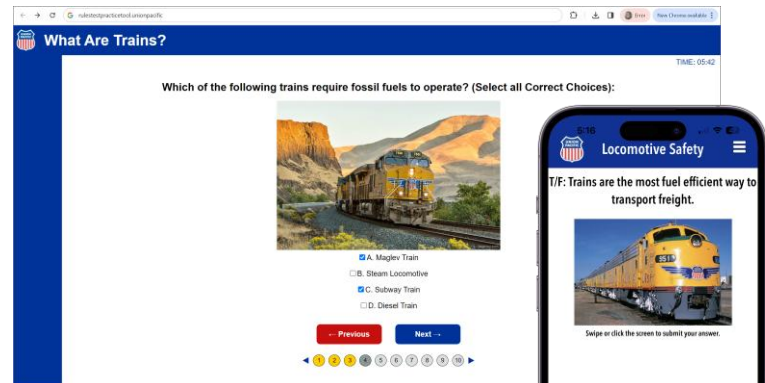 rulestestpracticetool.unionpacific
Error
New Chrome available
What Are Trains?
TIME: 05:42
Which of the following trains require fossil fuels to operate? (Select all Correct Choices):
A. Maglev Train
B. Steam Locomotive
C. Subway Train
D. Diesel Train
← Previous
Next →
1 2 3 4 5 6 7 8 9 10
5:16
Locomotive Safety
T/F: Trains are the most fuel efficient way to
transport freight.
Swipe or click the screen to submit your answer.